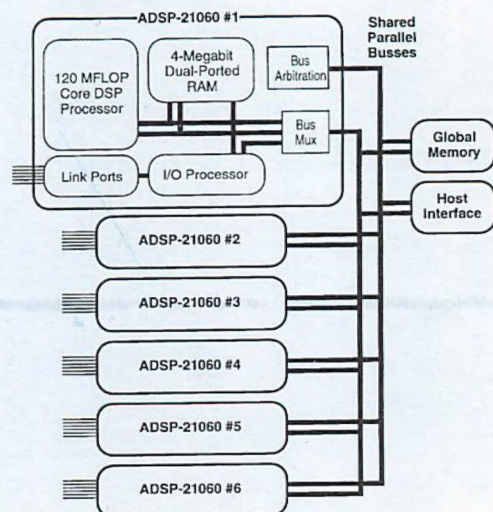 ADSP-21060 #1
120 MFLOP
Core DSP
Processor
4-Megabit
Dual-Ported
RAM
Bus
Arbitration
Bus
Mux
Link Ports
I/O Processor
Shared
Parallel
Busses
Global
Memory
Host
Interface
ADSP-21060 #2
ADSP-21060 #3
ADSP-21060 #4
ADSP-21060 #5
ADSP-21060 #6